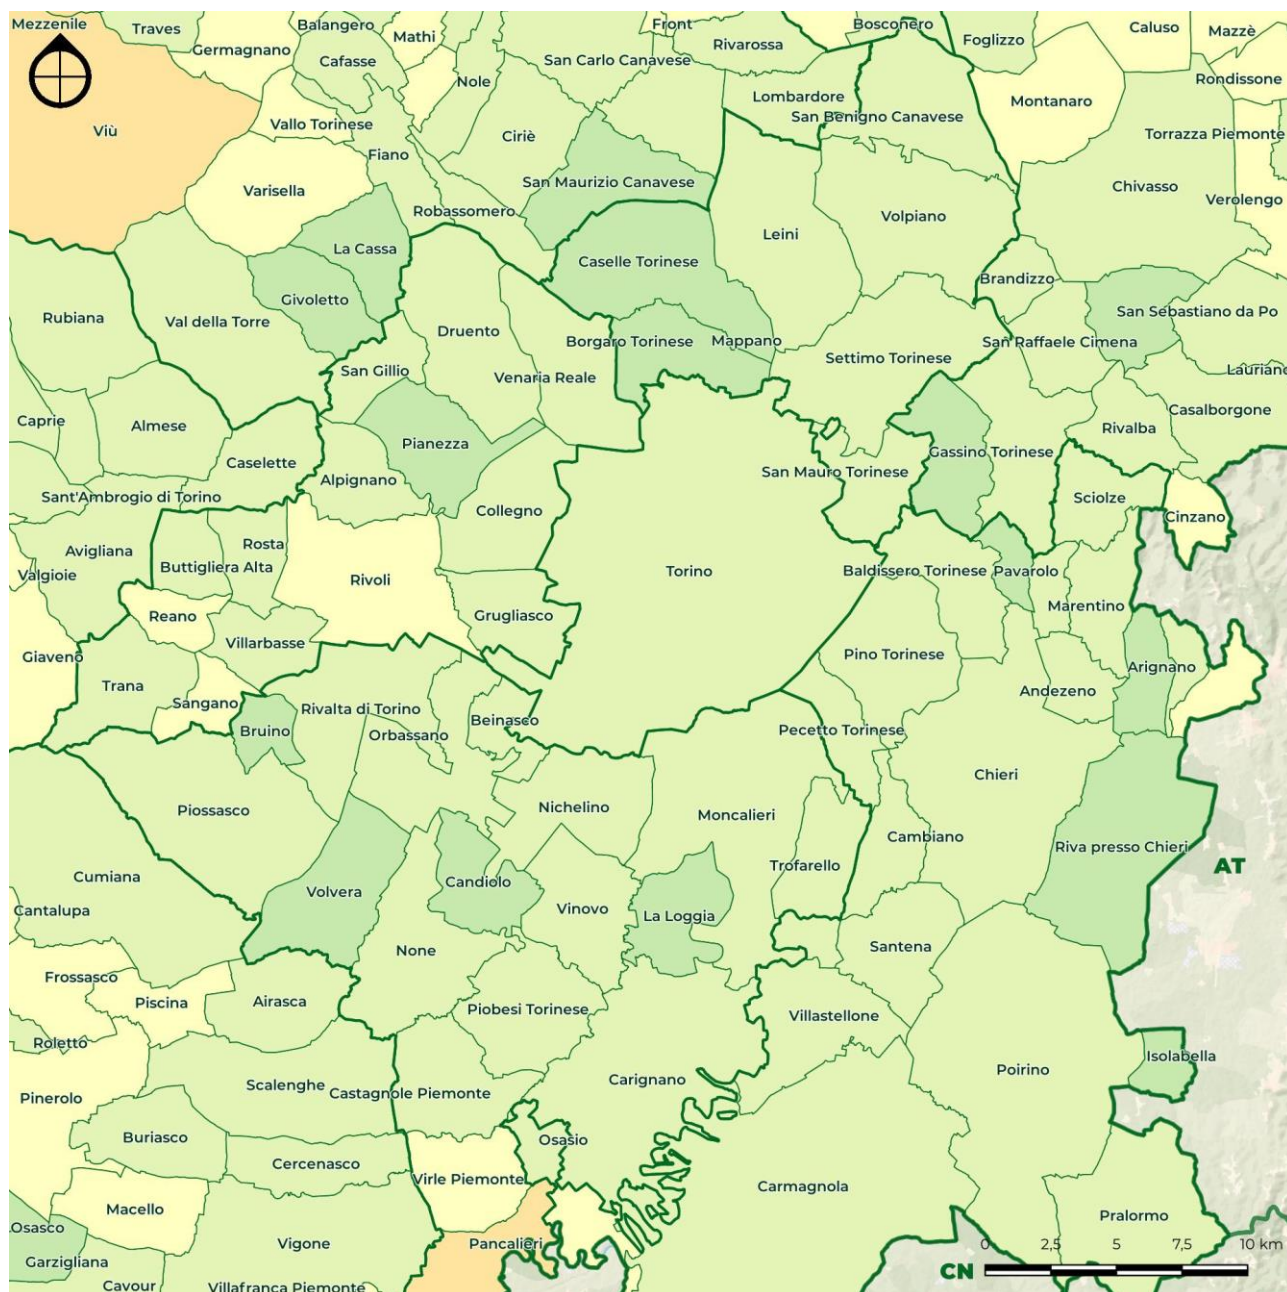 Mezzenile
Traves
Balangero
Front
Bosconero
Caluso
Mazzè
Germagnano
Mathi
Rivarossa
Foglizzo
Cafasse
San Carlo Canavese
Nole
Rondissone
Lombardore
Montanaro
Viù
Vallo Torinese
Ciriè
San Benigno Canavese
Torrazza Piemonte
Fiano
Varisella
San Maurizio Canavese
Chivasso
Robassomero
Volpiano
Verolengo
Leini
La Cassa
Caselle Torinese
Brandizzo
Givoletto
Rubiana
Val della Torre
Druento
San Sebastiano da Po
Borgaro Torinese
Mappano
San Raffaele Cimena
Settimo Torinese
San Gillio
Venaria Reale
Lauriano
Casalborgone
Caprie
Almese
Rivalba
Pianezza
Gassino Torinese
Caselette
San Mauro Torinese
Alpignano
Sant'Ambrogio di Torino
Sciolze
Collegno
Cinzano
Rosta
Avigliana
Buttigliera Alta
Valgioie
Rivoli
Torino
Baldissero Torinese
Pavarolo
Marentino
Reano
Grugliasco
Villarbasse
Giaveno
Pino Torinese
Arignano
Trana
Andezeno
Sangano
Rivalta di Torino
Beinasco
Bruino
Orbassano
Pecetto Torinese
Chieri
Piossasco
Nichelino
Moncalieri
Cambiano
Riva presso Chieri
AT
Trofarello
Cumiana
Volvera
Candiolo
Vinovo
Cantalupa
La Loggia
Santena
None
Frossasco
Piscina
Airasca
Piobesi Torinese
Villastellone
Roletto
Isolabella
Poirino
Carignano
Scalenghe
Castagnole Piemonte
Pinerolo
Buriasco
Osasio
Cercenasco
Virle Piemonte
Carmagnola
Macello
Pralormo
Osasco
Vigone
Pancalieri
0 2,5 5 7,5 10 km
Garzigliana
CN
Cavour
Villafranca Piemonte